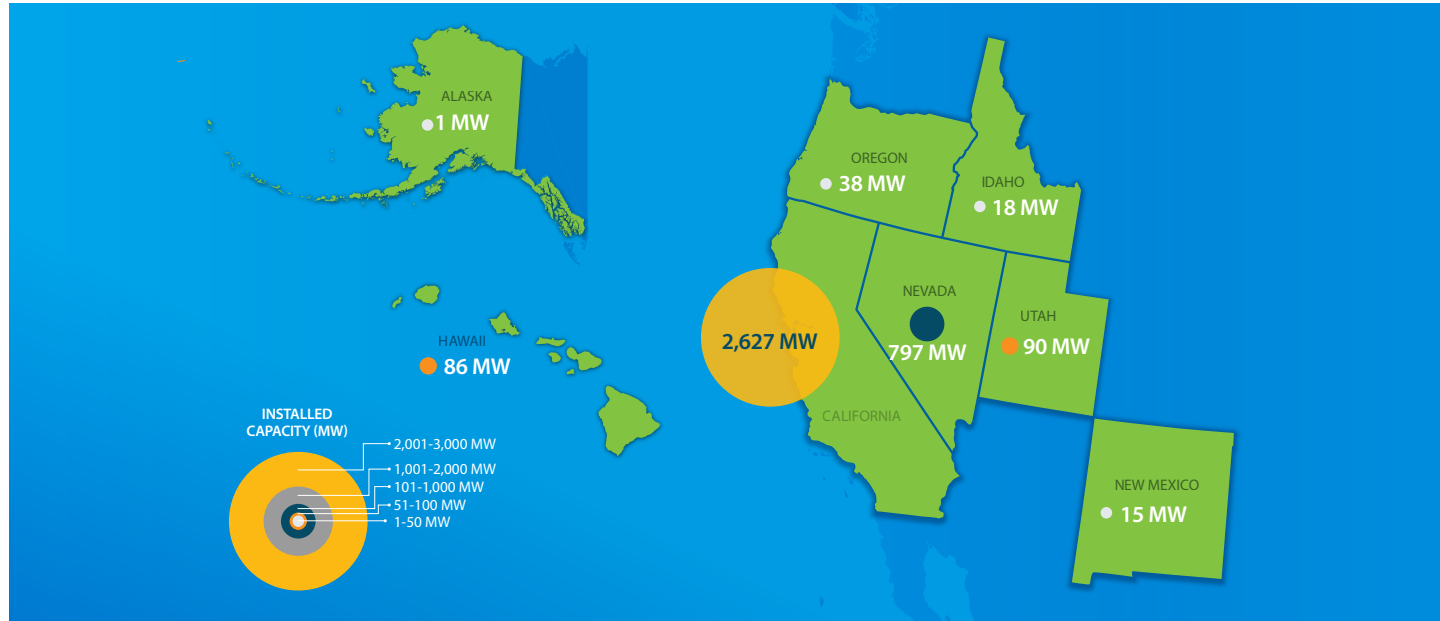 ALASKA
1 MW
OREGON
38 MW
IDAHO
18 MW
NEVADA
797 MW
UTAH
90 MW
2,627 MW
CALIFORNIA
HAWAII
86 MW
NEW MEXICO
15 MW
INSTALLED
CAPACITY (MW)
2,001-3,000 MW
1,001-2,000 MW
101-1,000 MW
51-100 MW
1-50 MW